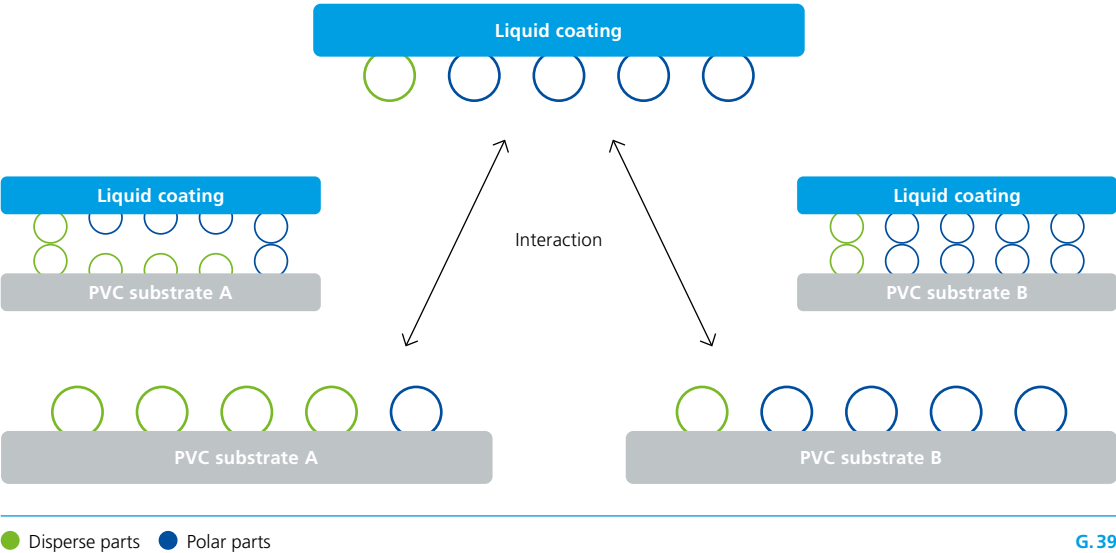 Liquid coating
Liquid coating
Liquid coating
Interaction
PVC substrate A
PVC substrate B
PVC substrate A
PVC substrate B
Disperse parts
Polar parts
G. 39